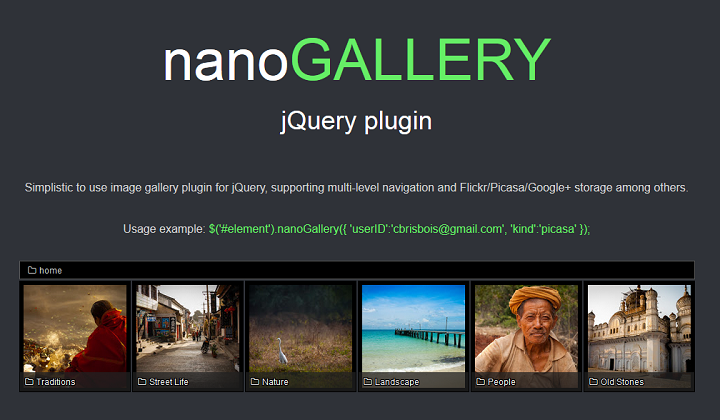 nanoGALLERY
jQuery plugin
Simplistic to use image gallery plugin for jQuery, supporting multi-level navigation and Flickr/Picasa/Google+ storage among others.
Usage example: $('#element').nanoGallery({ 'userID':'cbrisbois@gmail.com', 'kind':'picasa' });
home
Traditions
Street Life
Nature
Landscape
People
Old Stones